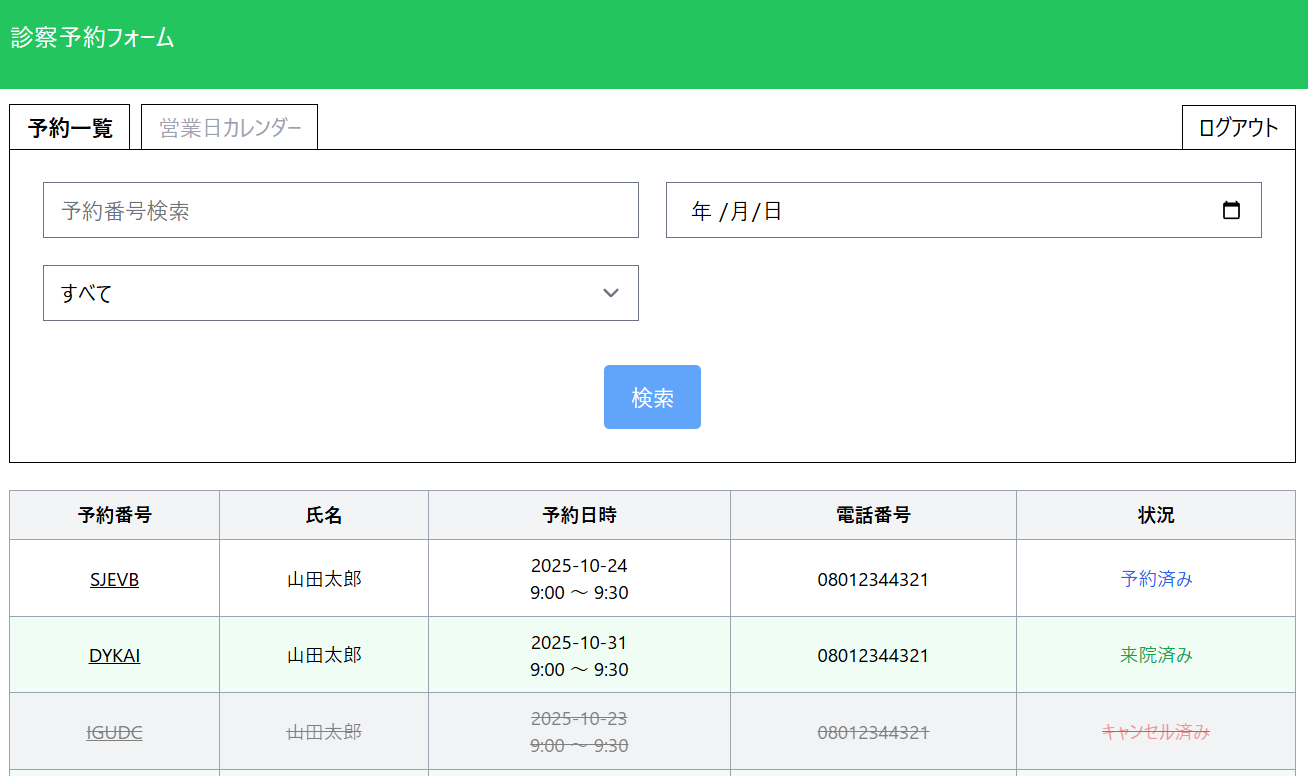 診察予約フォーム
予約一覧 営業日カレンダー ログアウト
予約番号検索 年 /月/日
すべて
検索
予約番号 氏名 予約日時 電話番号 状況
SJEVB 山田太郎 2025-10-24 9:00 ～ 9:30 08012344321 予約済み
DYKAI 山田太郎 2025-10-31 9:00 ～ 9:30 08012344321 来院済み
IGUDC 山田太郎 2025-10-23 9:00 ～ 9:30 08012344321 キャンセル済み